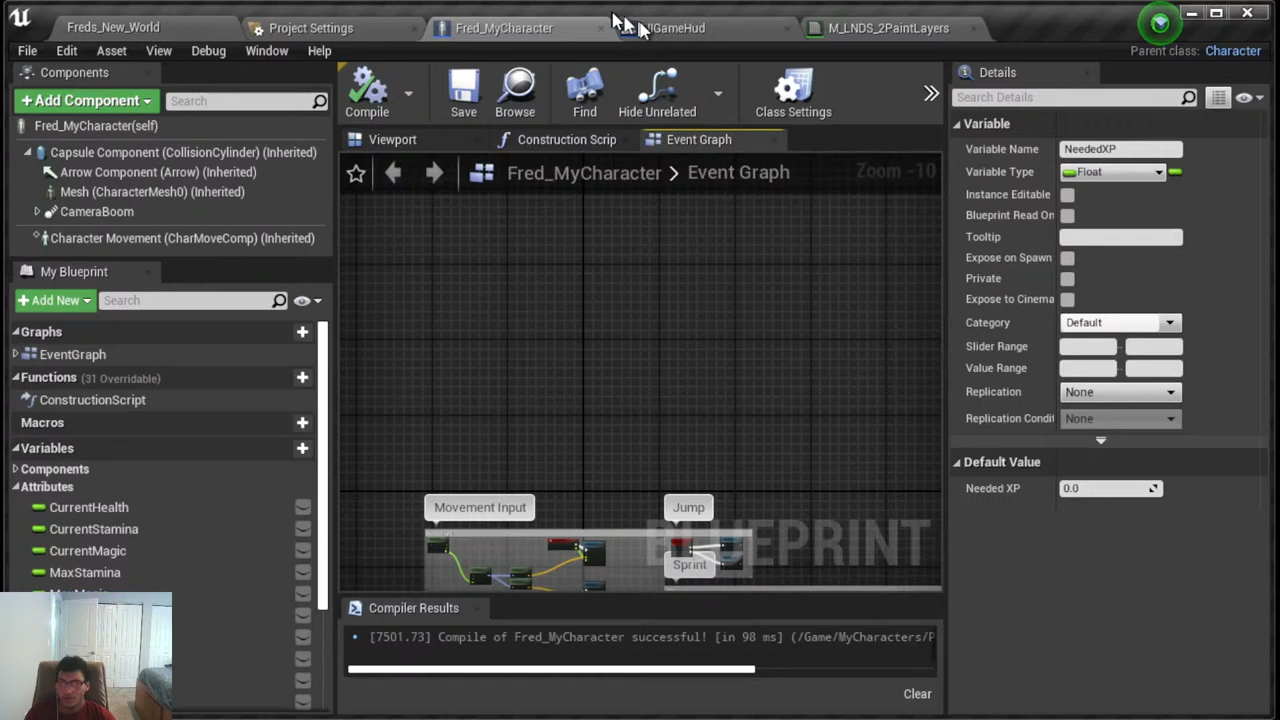 Freds_New_World
Project Settings
Fred_MyCharacter
GameHud
M_LNDS_2PaintLayers
File Edit Asset View Debug Window Help
Parent class: Character
Components
Add Component
Search
Fred_MyCharacter(self)
Capsule Component (CollisionCylinder) (Inherited)
Arrow Component (Arrow) (Inherited)
Mesh (CharacterMesh0) (Inherited)
CameraBoom
Character Movement (CharMoveComp) (Inherited)
My Blueprint
Add New
Search
Graphs
EventGraph
Functions (31 Overridable)
ConstructionScript
Macros
Variables
Components
Attributes
CurrentHealth
CurrentStamina
CurrentMagic
MaxStamina
Compile
Save
Browse
Find
Hide Unrelated
Class Settings
Viewport
Construction Scrip
Event Graph
Fred_MyCharacter > Event Graph
Zoom -10
Movement Input
Jump
Sprint
BLUEPRINT
Compiler Results
[7501.73] Compile of Fred_MyCharacter successful! [in 98 ms] (/Game/MyCharacters/P
Clear
Details
Search Details
Variable
Variable Name NeededXP
Variable Type Float
Instance Editable
Blueprint Read On
Tooltip
Expose on Spawn
Private
Expose to Cinema
Category Default
Slider Range
Value Range
Replication None
Replication Condit None
Default Value
Needed XP 0.0